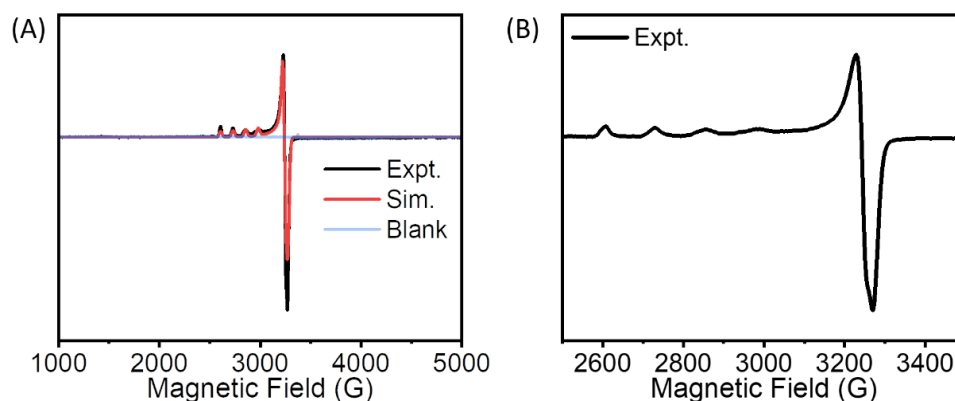 (A)
Expt.
Sim.
Blank
1000 2000 3000 4000 5000
Magnetic Field (G)
(B)
Expt.
2600 2800 3000 3200 3400
Magnetic Field (G)